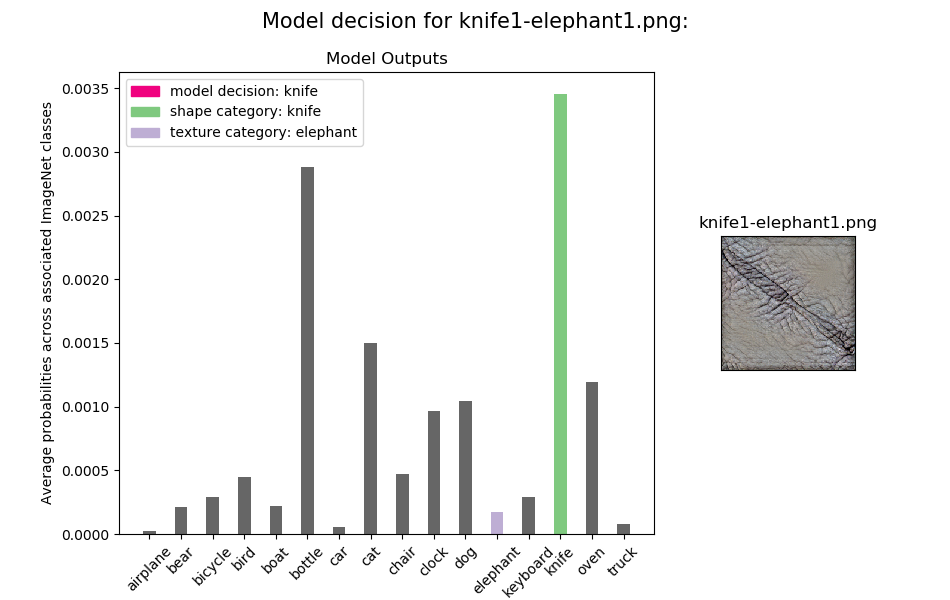 Model decision for knife1-elephant1.png:
Model Outputs
model decision: knife
shape category: knife
texture category: elephant
Average probabilities across associated ImageNet classes
0.0035
0.0030
0.0025
0.0020
0.0015
0.0010
0.0005
0.0000
airplane
bear
bicycle
bird
boat
bottle
car
cat
chair
clock
dog
elephant
keyboard
knife
oven
truck
knife1-elephant1.png